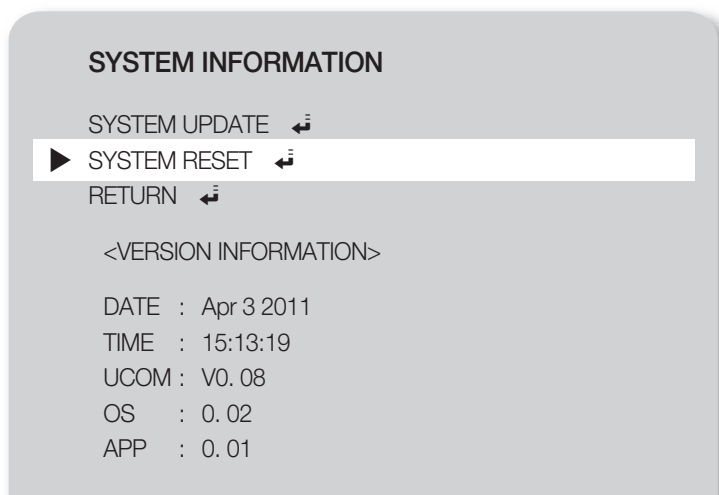 SYSTEM INFORMATION
SYSTEM UPDATE
SYSTEM RESET
RETURN
<VERSION INFORMATION>
DATE : Apr 3 2011
TIME : 15:13:19
UCOM : V0. 08
OS : 0. 02
APP : 0. 01